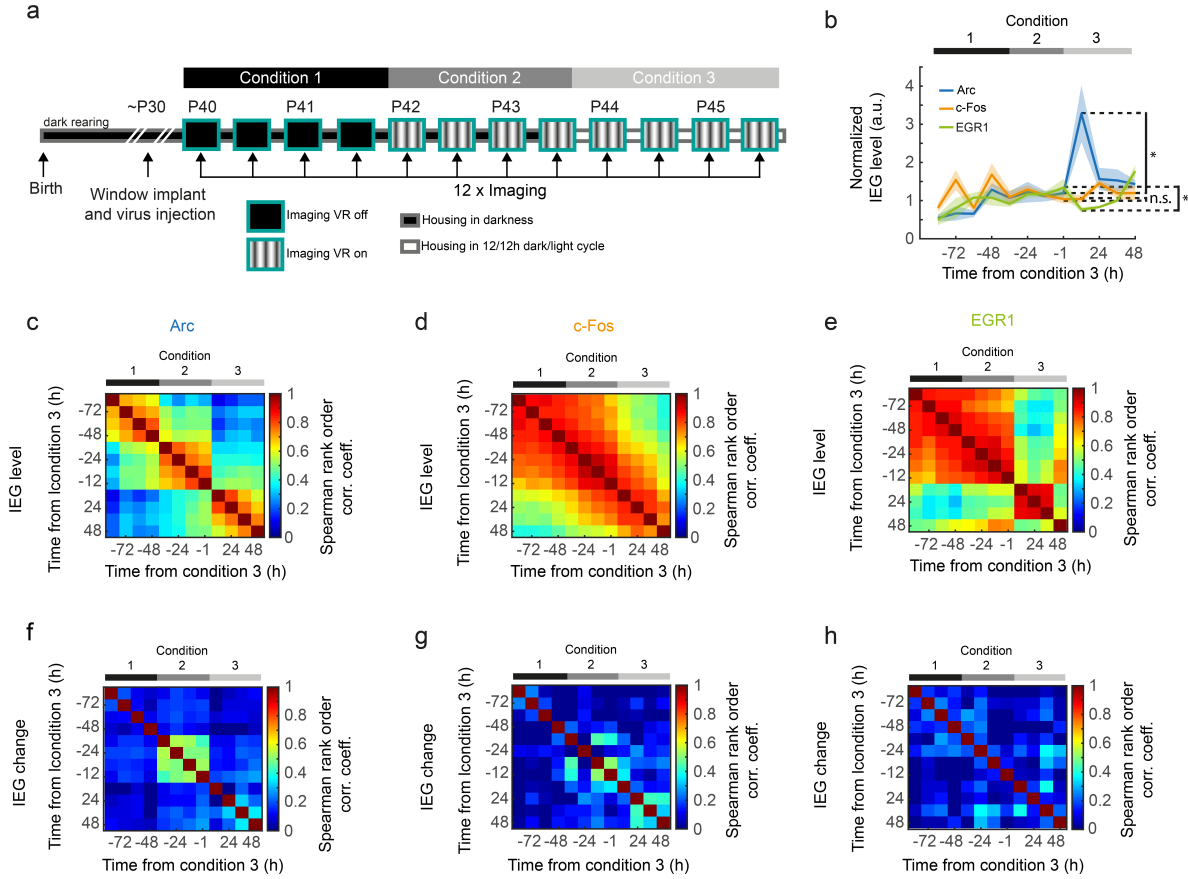 a
Condition 1
Condition 2
Condition 3
~P30
P40
P41
P42
P43
P44
P45
dark rearing
Birth
Window implant
and virus injection
12 x Imaging
Imaging VR off
Imaging VR on
Housing in darkness
Housing in 12/12h dark/light cycle
b
Condition
1 2 3
Normalized
IEG level (a.u.)
4
3
2
1
0
Arc
c-Fos
EGR1
*
*
n.s.
-72 -48 -24 -1 24 48
Time from condition 3 (h)
c
Arc
Condition
1 2 3
IEG level
Time from lcondition 3 (h)
-72
-48
-24
-12
24
48
-72 -48 -24 -1 24 48
Time from condition 3 (h)
1
0.8
0.6
0.4
0.2
0
Spearman rank order
corr. coeff.
d
c-Fos
Condition
1 2 3
IEG level
Time from lcondition 3 (h)
-72
-48
-24
-12
24
48
-72 -48 -24 -1 24 48
Time from condition 3 (h)
1
0.8
0.6
0.4
0.2
0
Spearman rank order
corr. coeff.
e
EGR1
Condition
1 2 3
IEG level
Time from lcondition 3 (h)
-72
-48
-24
-12
24
48
-72 -48 -24 -1 24 48
Time from condition 3 (h)
1
0.8
0.6
0.4
0.2
0
Spearman rank order
corr. coeff.
f
Condition
1 2 3
IEG change
Time from lcondition 3 (h)
-72
-48
-24
-12
24
48
-72 -48 -24 -1 24 48
Time from condition 3 (h)
1
0.8
0.6
0.4
0.2
0
Spearman rank order
corr. coeff.
g
Condition
1 2 3
IEG change
Time from lcondition 3 (h)
-72
-48
-24
-12
24
48
-72 -48 -24 -1 24 48
Time from condition 3 (h)
1
0.8
0.6
0.4
0.2
0
Spearman rank order
corr. coeff.
h
Condition
1 2 3
IEG change
Time from lcondition 3 (h)
-72
-48
-24
-12
24
48
-72 -48 -24 -1 24 48
Time from condition 3 (h)
1
0.8
0.6
0.4
0.2
0
Spearman rank order
corr. coeff.